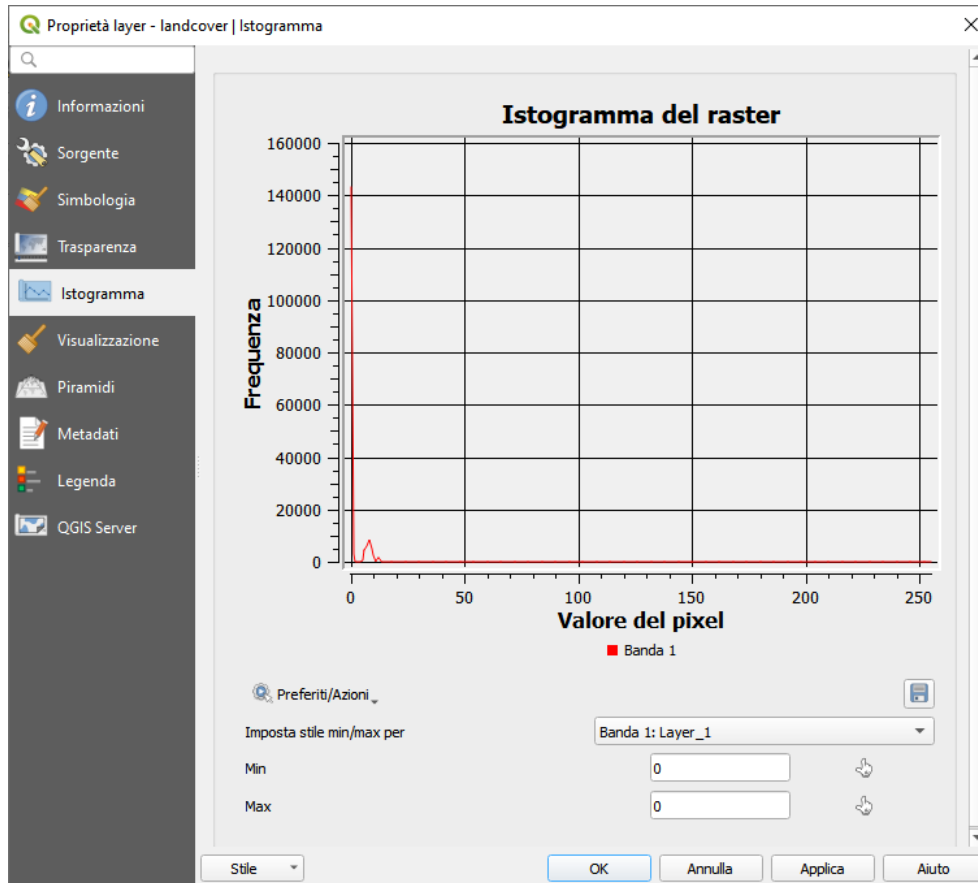 Proprietà layer - landcover | Istogramma
Informazioni
Sorgente
Simbologia
Trasparenza
Istogramma
Visualizzazione
Piramidi
Metadati
Legenda
QGIS Server
Istogramma del raster
160000
140000
120000
100000
80000
60000
40000
20000
0
Frequenza
0 50 100 150 200 250
Valore del pixel
Banda 1
Preferiti/Azioni
Imposta stile min/max per Banda 1: Layer_1
Min 0
Max 0
Stile OK Annulla Applica Aiuto